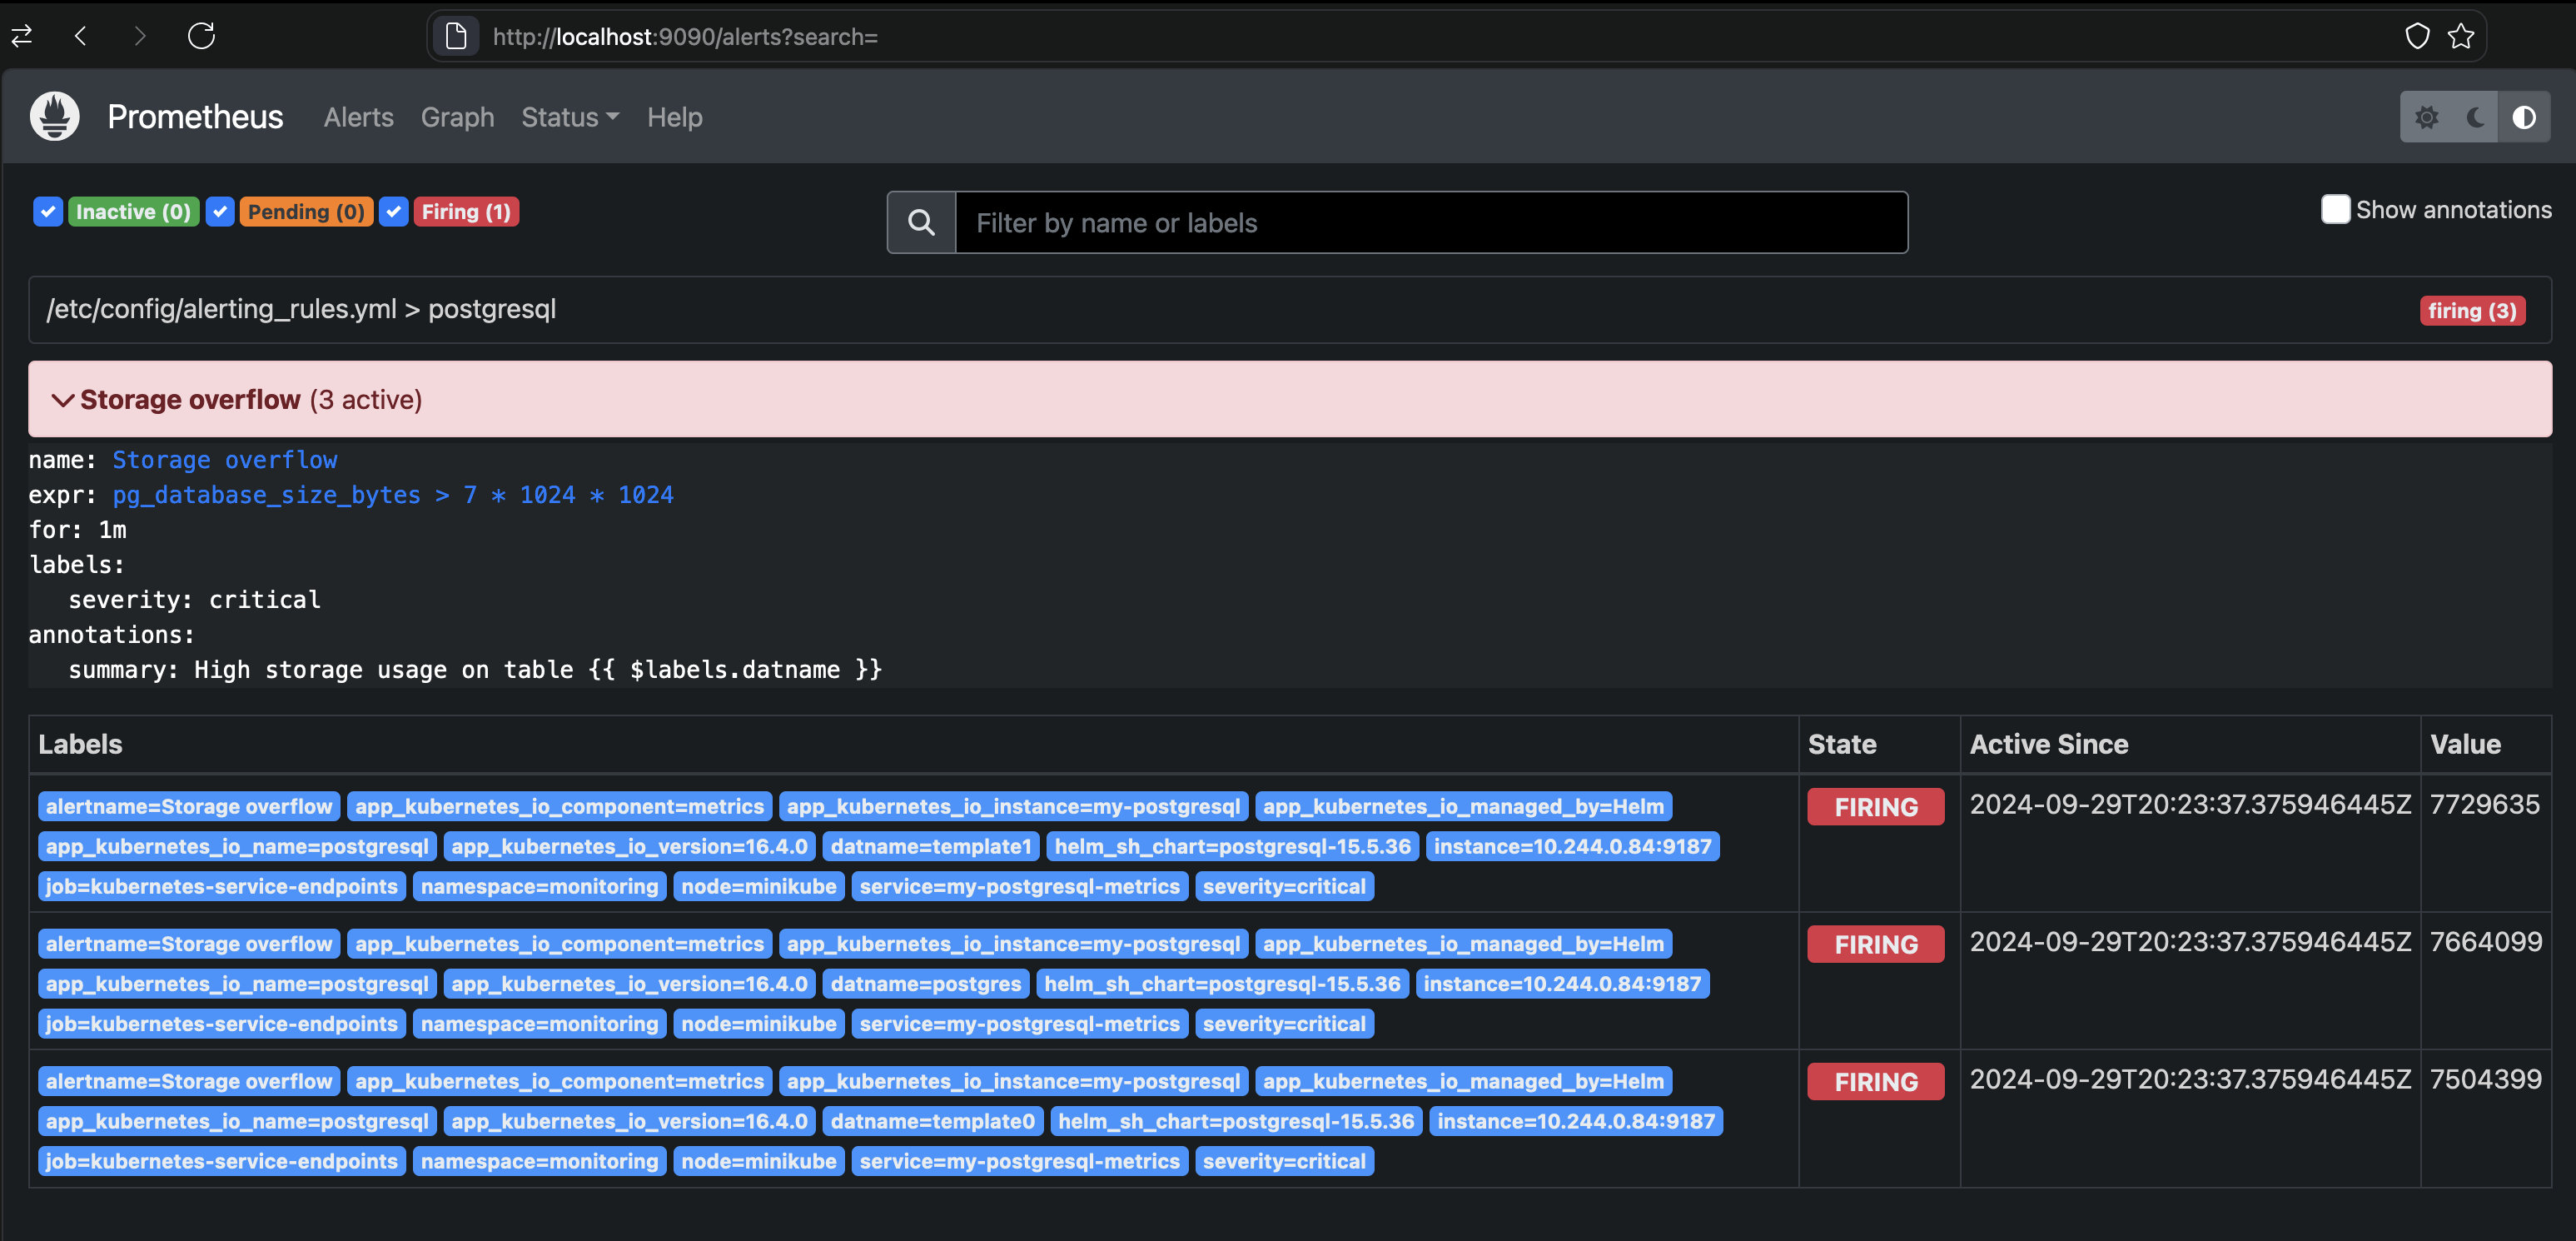 http://localhost:9090/alerts?search=
Prometheus Alerts Graph Status Help
Inactive (0) Pending (0) Firing (1) Filter by name or labels Show annotations
/etc/config/alerting_rules.yml > postgresql firing (3)
Storage overflow (3 active)
name: Storage overflow
expr: pg_database_size_bytes > 7 * 1024 * 1024
for: 1m
labels:
severity: critical
annotations:
summary: High storage usage on table {{ $labels.datname }}
Labels State Active Since Value
alertname=Storage overflow app_kubernetes_io_component=metrics app_kubernetes_io_instance=my-postgresql app_kubernetes_io_managed_by=Helm FIRING 2024-09-29T20:23:37.375946445Z 7729635
app_kubernetes_io_name=postgresql app_kubernetes_io_version=16.4.0 datname=template1 helm_sh_chart=postgresql-15.5.36 instance=10.244.0.84:9187
job=kubernetes-service-endpoints namespace=monitoring node=minikube service=my-postgresql-metrics severity=critical
alertname=Storage overflow app_kubernetes_io_component=metrics app_kubernetes_io_instance=my-postgresql app_kubernetes_io_managed_by=Helm FIRING 2024-09-29T20:23:37.375946445Z 7664099
app_kubernetes_io_name=postgresql app_kubernetes_io_version=16.4.0 datname=postgres helm_sh_chart=postgresql-15.5.36 instance=10.244.0.84:9187
job=kubernetes-service-endpoints namespace=monitoring node=minikube service=my-postgresql-metrics severity=critical
alertname=Storage overflow app_kubernetes_io_component=metrics app_kubernetes_io_instance=my-postgresql app_kubernetes_io_managed_by=Helm FIRING 2024-09-29T20:23:37.375946445Z 7504399
app_kubernetes_io_name=postgresql app_kubernetes_io_version=16.4.0 datname=template0 helm_sh_chart=postgresql-15.5.36 instance=10.244.0.84:9187
job=kubernetes-service-endpoints namespace=monitoring node=minikube service=my-postgresql-metrics severity=critical